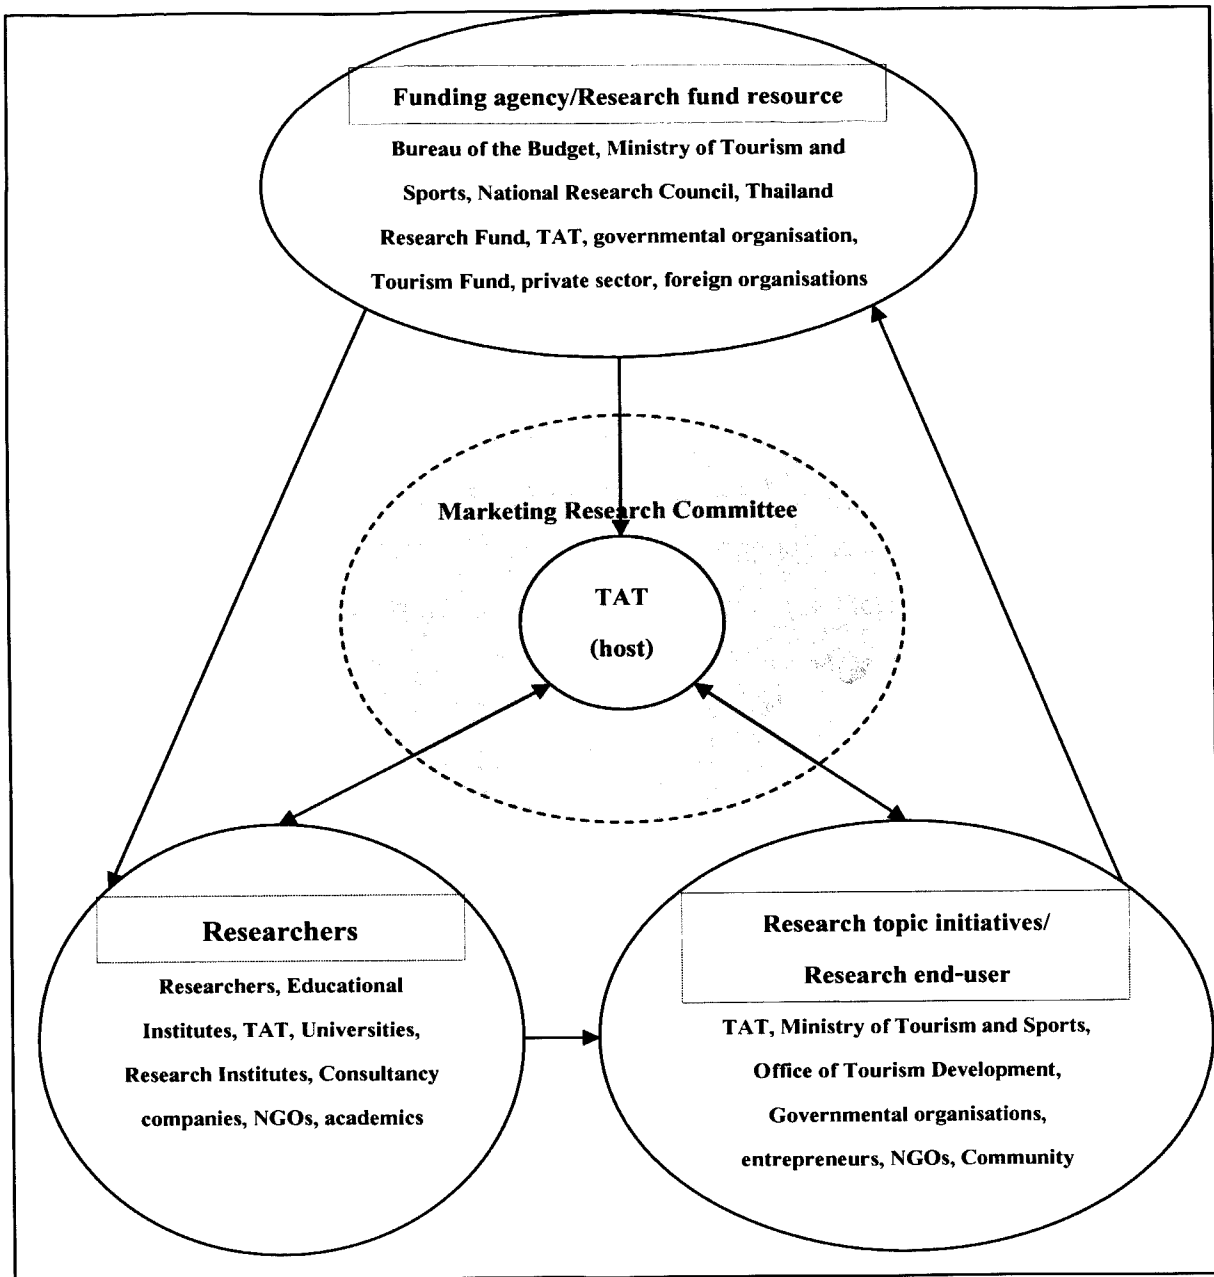 Funding agency/Research fund resource
Bureau of the Budget, Ministry of Tourism and
Sports, National Research Council, Thailand
Research Fund, TAT, governmental organisation,
Tourism Fund, private sector, foreign organisations
Marketing Research Committee
TAT
(host)
Researchers
Researchers, Educational
Institutes, TAT, Universities,
Research Institutes, Consultancy
companies, NGOs, academics
Research topic initiatives/
Research end-user
TAT, Ministry of Tourism and Sports,
Office of Tourism Development,
Governmental organisations,
entrepreneurs, NGOs, Community